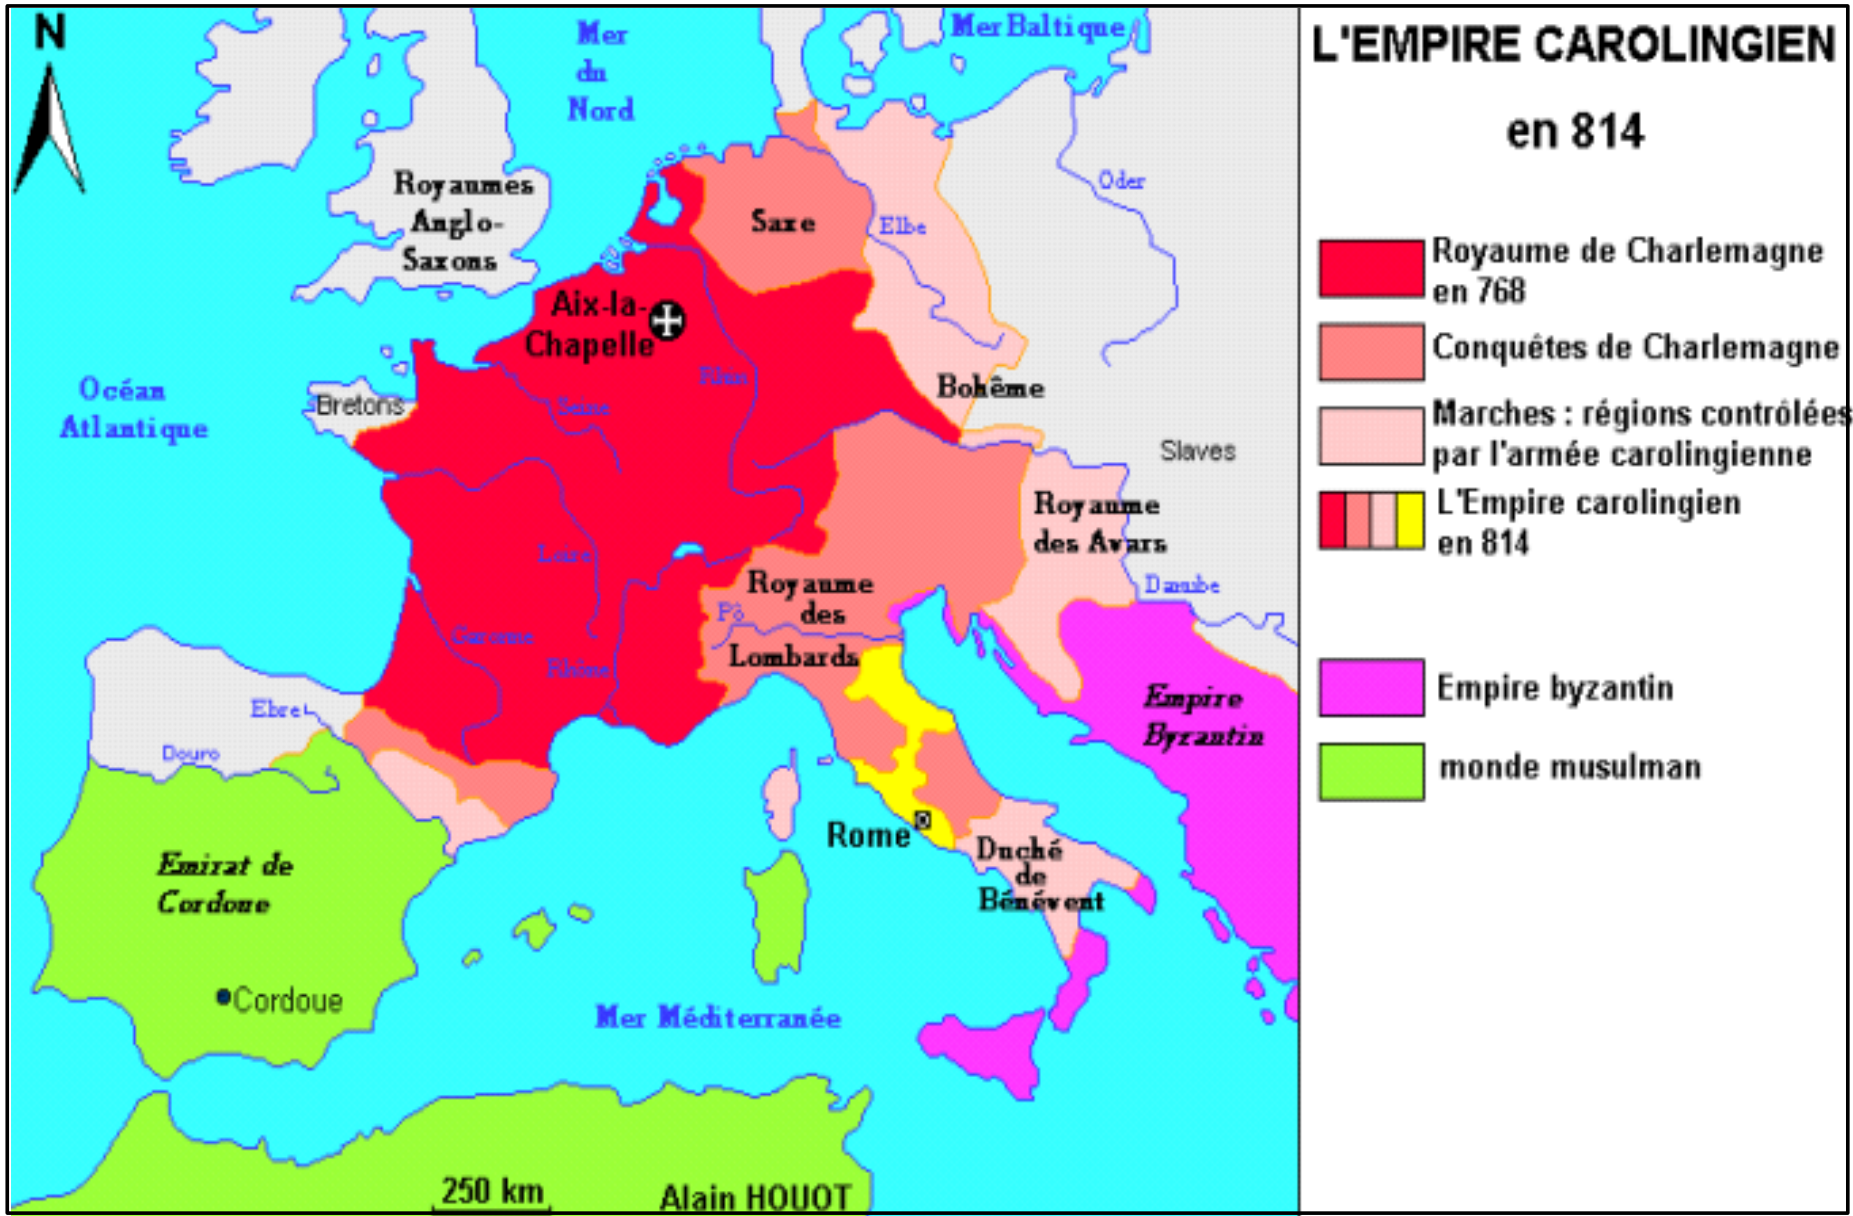 N
Mer
du
Nord
Mer Baltique
Royaumes
Anglo-
Saxons
Saxe
Elbe
Oder
Aix-la-
Chapelle
Rhin
Seine
Bohême
Océan
Atlantique
Bretons
Slaves
Loire
Royaume
des Avars
Danube
Royaume
des
Lombards
Pô
Garonne
Rhône
Ebre
Douro
Empire
Byzantin
Rome
Duché
de
Bénévent
Emirat de
Cordoue
Cordoue
Mer Méditerranée
250 km
Alain HOUOT
L'EMPIRE CAROLINGIEN
en 814
Royaume de Charlemagne
en 768
Conquêtes de Charlemagne
Marches : régions contrôlées
par l'armée carolingienne
L'Empire carolingien
en 814
Empire byzantin
monde musulman